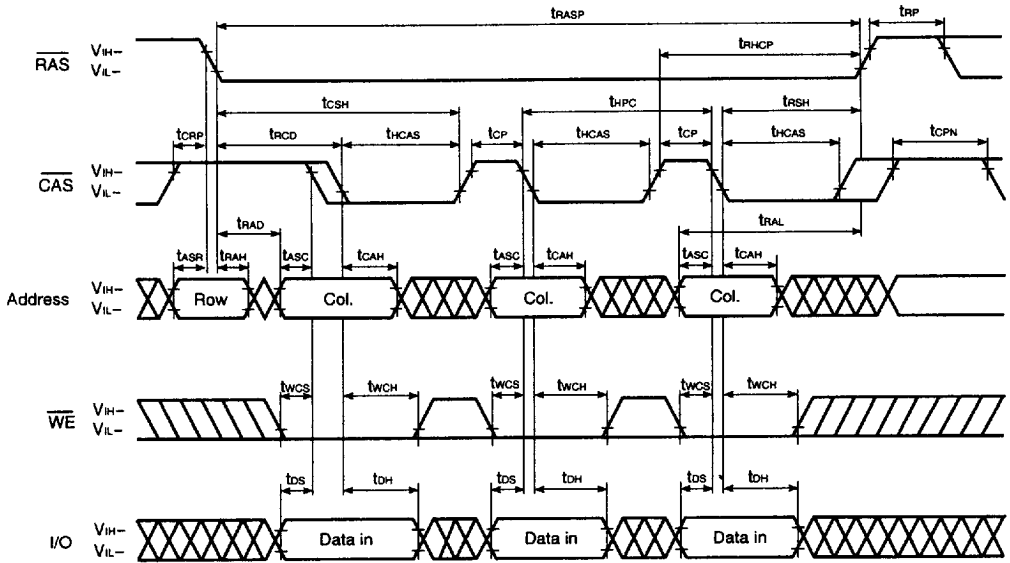 tRASP tRP
RAS VIH– VIL– tRHCP
tCSH tHPC tRSH
tCRP tRCD tHCAS tCP tHCAS tCP tHCAS tCPN
CAS VIH– VIL–
tRAD tRAL
tASR tRAH tASC tCAH tASC tCAH tASC tCAH
Address VIH– VIL– Row Col. Col. Col.
tWCS tWCH tWCS tWCH tWCS tWCH
WE VIH– VIL–
tDS tDH tDS tDH tDS tDH
I/O VIH– VIL– Data in Data in Data in